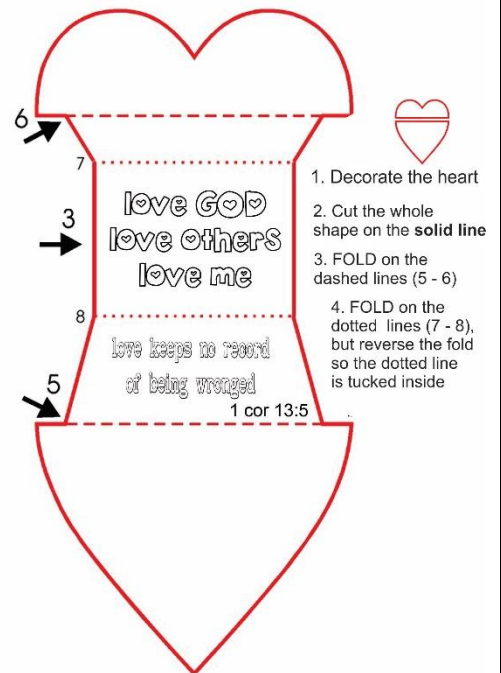 6
7
3
love GOD
love others
love me
8
love keeps no record
of being wronged
5
1 cor 13:5
1. Decorate the heart
2. Cut the whole
shape on the solid line
3. FOLD on the
dashed lines (5 - 6)
4. FOLD on the
dotted lines (7 - 8),
but reverse the fold
so the dotted line
is tucked inside